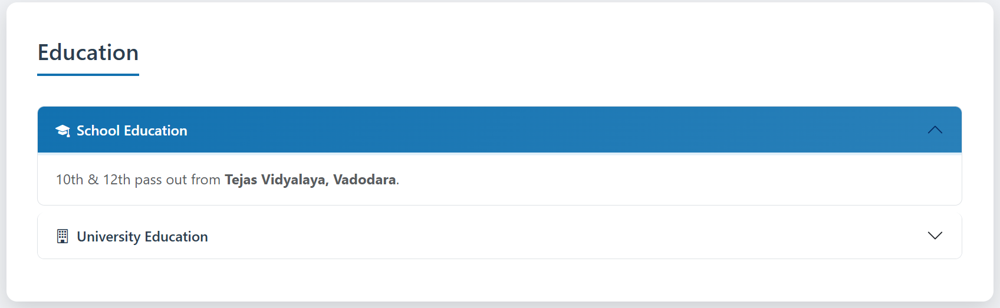 Education
School Education
10th & 12th pass out from Tejas Vidyalaya, Vadodara.
University Education